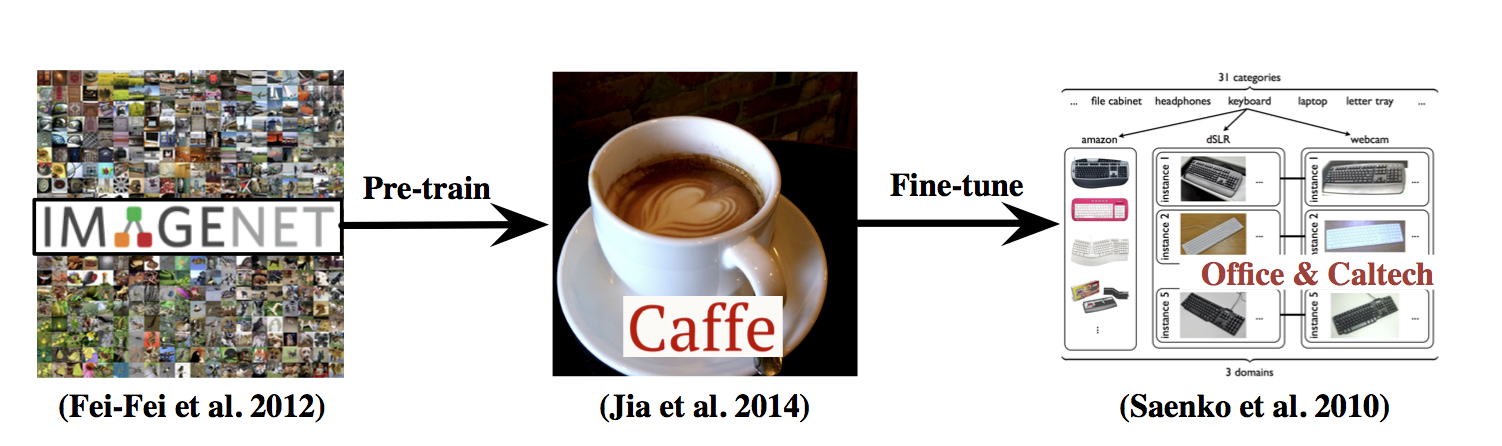 IMAGENET
(Fei-Fei et al. 2012)
Pre-train
Caffe
(Jia et al. 2014)
Fine-tune
31 categories
... file cabinet headphones keyboard laptop letter tray ...
amazon dSLR webcam
instance 1 ... instance 1 ...
instance 2 ... instance 2
Office & Caltech
instance 5 ... instance 5 ...
...
3 domains
(Saenko et al. 2010)